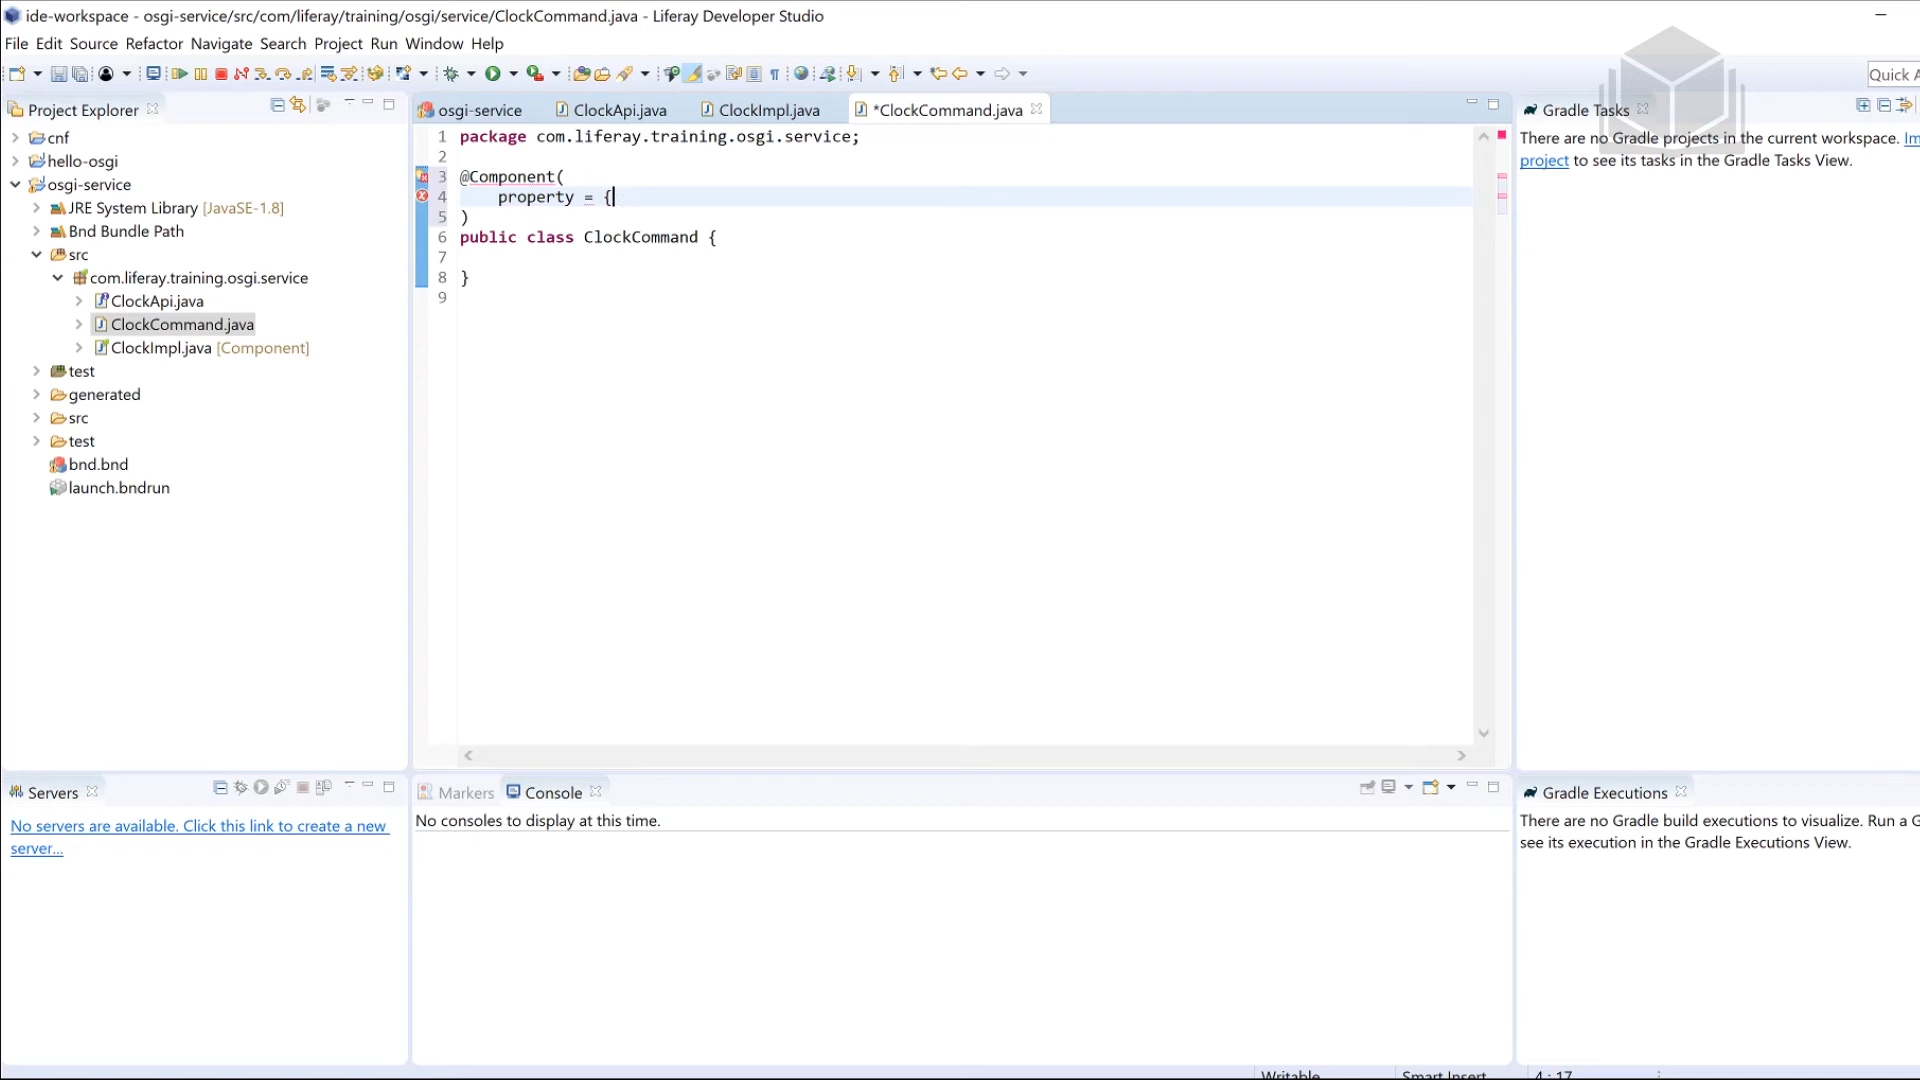 ide-workspace - osgi-service/src/com/liferay/training/osgi/service/ClockCommand.java - Liferay Developer Studio
File Edit Source Refactor Navigate Search Project Run Window Help
Quick A
Project Explorer
cnf
hello-osgi
osgi-service
JRE System Library [JavaSE-1.8]
Bnd Bundle Path
src
com.liferay.training.osgi.service
ClockApi.java
ClockCommand.java
ClockImpl.java [Component]
test
generated
src
test
bnd.bnd
launch.bndrun
osgi-service ClockApi.java ClockImpl.java *ClockCommand.java
1 package com.liferay.training.osgi.service;
2
3 @Component(
4 property = {
5 )
6 public class ClockCommand {
7
8 }
9
Gradle Tasks
There are no Gradle projects in the current workspace. Im
project to see its tasks in the Gradle Tasks View.
Servers
No servers are available. Click this link to create a new
server...
Markers Console
No consoles to display at this time.
Gradle Executions
There are no Gradle build executions to visualize. Run a G
see its execution in the Gradle Executions View.
Writable Smart Insert 4 : 17